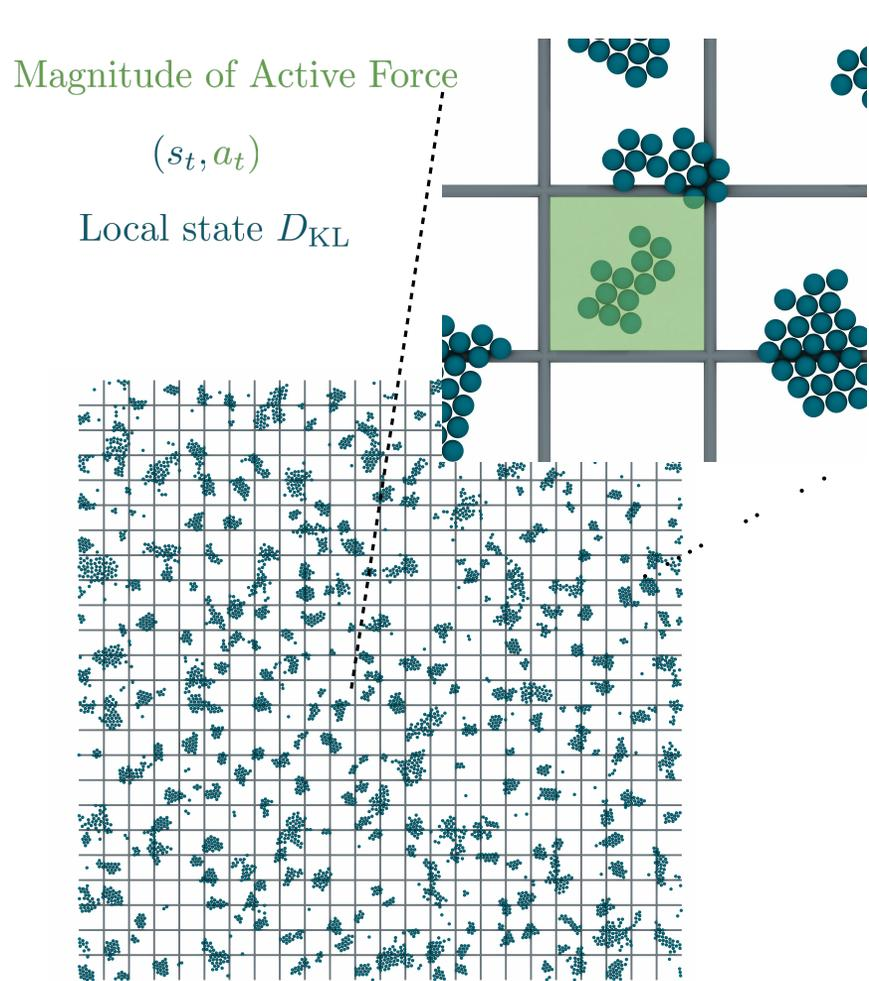 Magnitude of Active Force
(s_t, a_t)
Local state D_KL